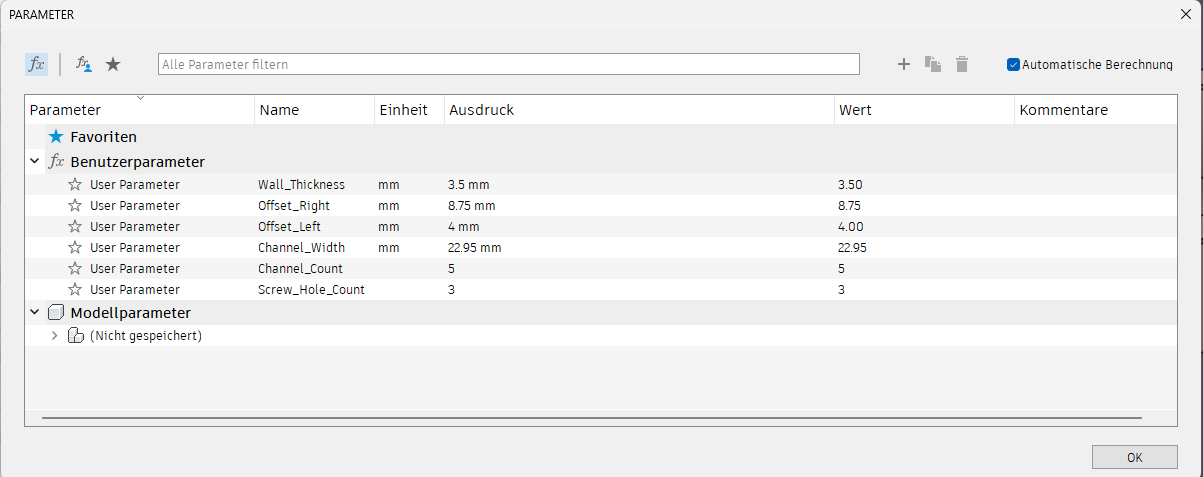 PARAMETER
fx fx Alle Parameter filtern Automatische Berechnung
Parameter Name Einheit Ausdruck Wert Kommentare
Favoriten
fx Benutzerparameter
User Parameter Wall_Thickness mm 3.5 mm 3.50
User Parameter Offset_Right mm 8.75 mm 8.75
User Parameter Offset_Left mm 4 mm 4.00
User Parameter Channel_Width mm 22.95 mm 22.95
User Parameter Channel_Count 5 5
User Parameter Screw_Hole_Count 3 3
Modellparameter
(Nicht gespeichert)
OK